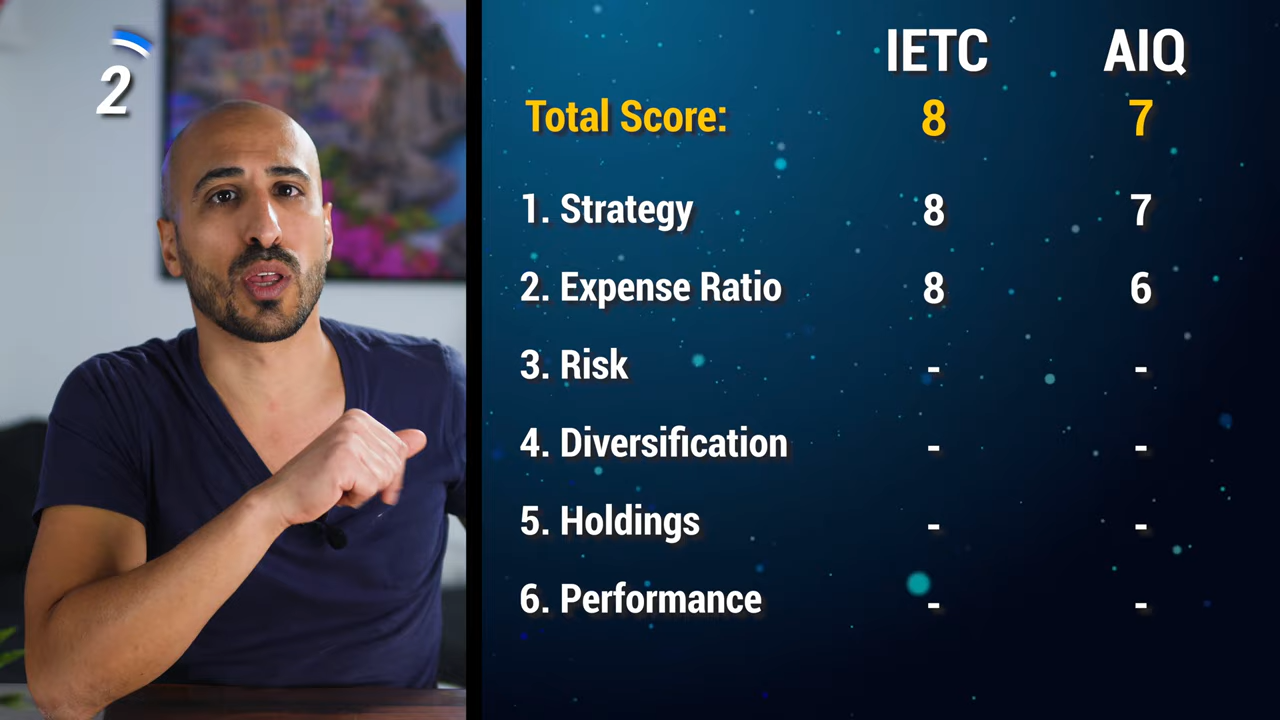 2
IETC AIQ
Total Score: 8 7
1. Strategy 8 7
2. Expense Ratio 8 6
3. Risk - -
4. Diversification - -
5. Holdings - -
6. Performance - -